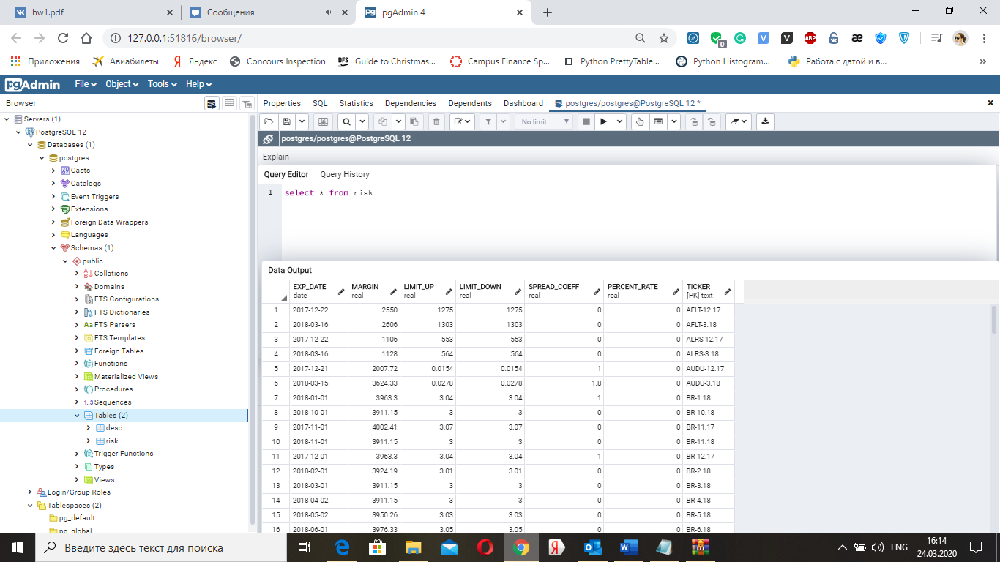 hw1.pdf
Сообщения
pgAdmin 4
127.0.0.1:51816/browser/
0
ABP
Приложения
Авиабилеты
Яндекс
Concours Inspection
DFS Guide to Christmas...
Campus Finance Sp...
Python PrettyTable...
Python Histogram...
Работа с датой и в...
pgAdmin File Object Tools Help
Browser
Properties SQL Statistics Dependencies Dependents Dashboard postgres/postgres@PostgreSQL 12 *
No limit
postgres/postgres@PostgreSQL 12
Explain
Query Editor Query History
1 select * from risk
Servers (1)
PostgreSQL 12
Databases (1)
postgres
Casts
Catalogs
Event Triggers
Extensions
Foreign Data Wrappers
Languages
Schemas (1)
public
Collations
Domains
FTS Configurations
FTS Dictionaries
Aa FTS Parsers
FTS Templates
Foreign Tables
Functions
Materialized Views
Procedures
1..3 Sequences
Tables (2)
desc
risk
Trigger Functions
Types
Views
Login/Group Roles
Tablespaces (2)
pg_default
pg_global
Data Output
EXP_DATE MARGIN LIMIT_UP LIMIT_DOWN SPREAD_COEFF PERCENT_RATE TICKER
date real real real real real [PK] text
1 2017-12-22 2550 1275 1275 0 0 AFLT-12.17
2 2018-03-16 2606 1303 1303 0 0 AFLT-3.18
3 2017-12-22 1106 553 553 0 0 ALRS-12.17
4 2018-03-16 1128 564 564 0 0 ALRS-3.18
5 2017-12-21 2007.72 0.0154 0.0154 1 0 AUDU-12.17
6 2018-03-15 3624.33 0.0278 0.0278 1.8 0 AUDU-3.18
7 2018-01-01 3963.3 3.04 3.04 1 0 BR-1.18
8 2018-10-01 3911.15 3 3 0 0 BR-10.18
9 2017-11-01 4002.41 3.07 3.07 0 0 BR-11.17
10 2018-11-01 3911.15 3 3 0 0 BR-11.18
11 2017-12-01 3963.3 3.04 3.04 1 0 BR-12.17
12 2018-02-01 3924.19 3.01 3.01 0 0 BR-2.18
13 2018-03-01 3911.15 3 3 0 0 BR-3.18
14 2018-04-02 3911.15 3 3 0 0 BR-4.18
15 2018-05-02 3950.26 3.03 3.03 0 0 BR-5.18
16 2018-06-01 3976.33 3.05 3.05 0 0 BR-6.18
Введите здесь текст для поиска
ENG
16:14
24.03.2020